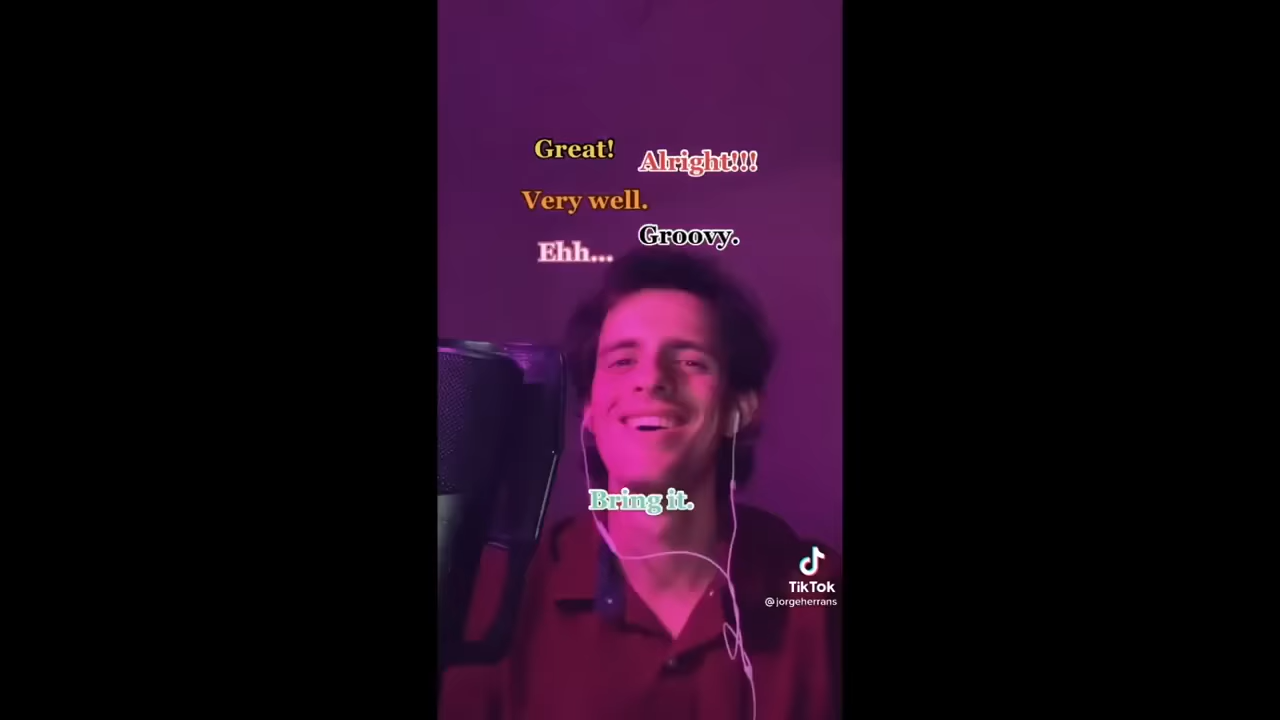 Great!
Alright!!!
Very well.
Groovy.
Ehh...
Bring it.
TikTok
@jorgeherrans